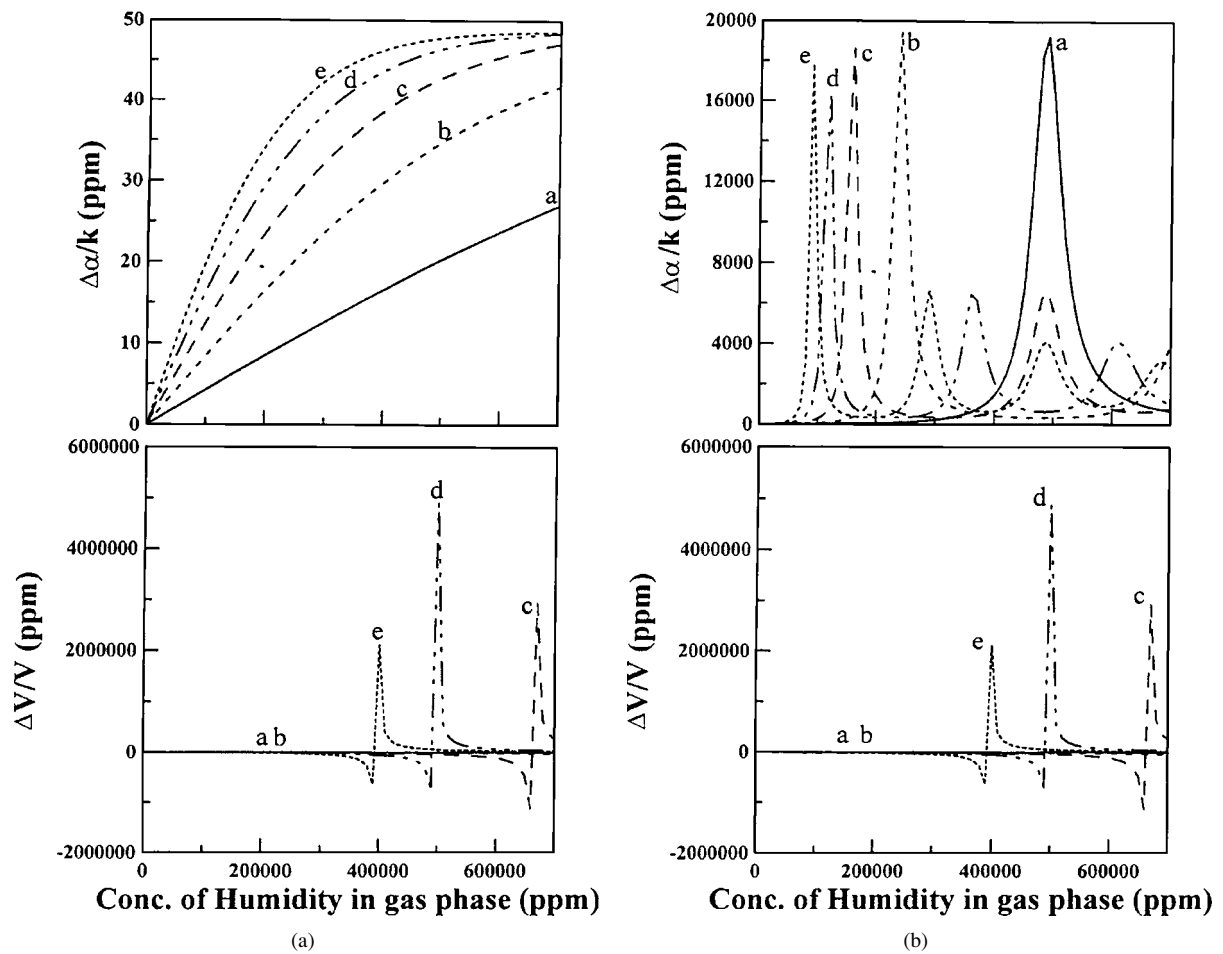 50
40
30
20
10
0
Δα/k (ppm)
e
d
c
b
a
20000
16000
12000
8000
4000
0
Δα/k (ppm)
e
d
c
b
a
6000000
4000000
2000000
0
-2000000
ΔV/V (ppm)
a b
e
d
c
0
200000
400000
600000
Conc. of Humidity in gas phase (ppm)
(a)
6000000
4000000
2000000
0
-2000000
ΔV/V (ppm)
a b
e
d
c
0
200000
400000
600000
Conc. of Humidity in gas phase (ppm)
(b)